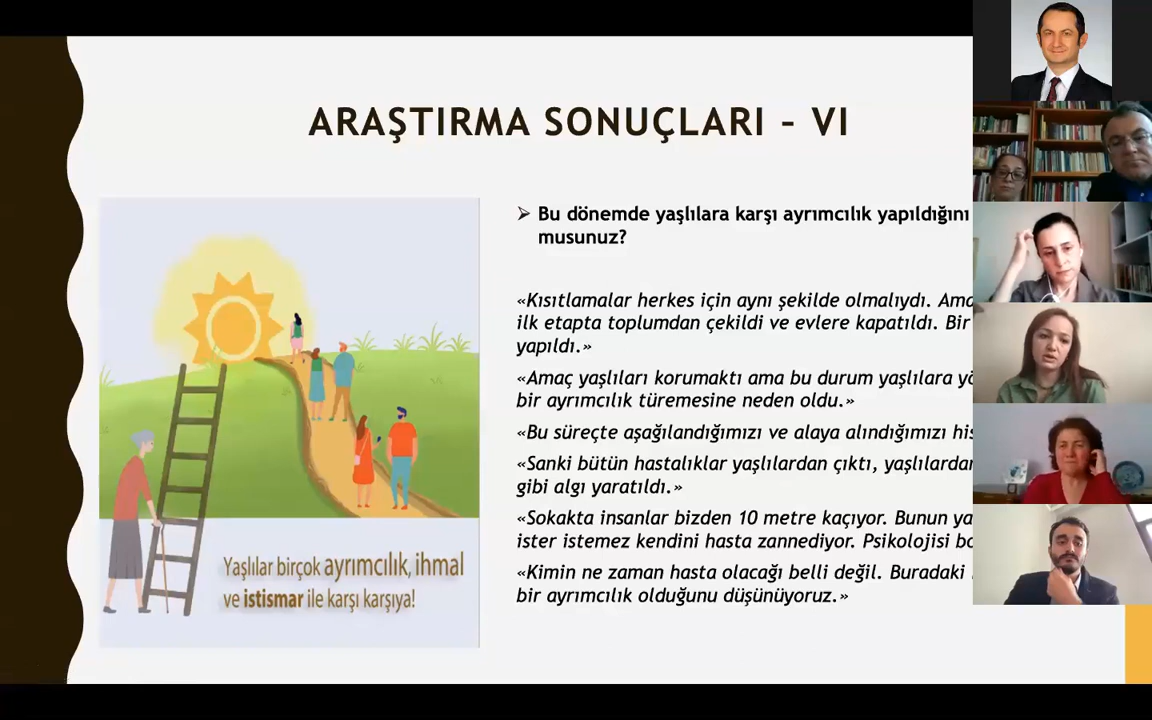 ARAŞTIRMA SONUÇLARI – VI
Bu dönemde yaşlılara karşı ayrımcılık yapıldığını
musunuz?
«Kısıtlamalar herkes için aynı şekilde olmalıydı.
ilk etapta toplumdan çekildi ve evlere kapatıldı. Bir
yapıldı.»
«Amaç yaşlıları korumaktı ama bu durum yaşlılara
bir ayrımcılık türemesine neden oldu.»
«Bu süreçte aşağılandığımızı ve alaya alındığımızı
«Sanki bütün hastalıklar yaşlılardan çıktı,
gibi algı yaratıldı.»
«Sokakta insanlar bizden 10 metre kaçıyor. Bunun
ister istemez kendini hasta zannediyor. Psikolojisi
«Kimin ne zaman hasta olacağı belli değil. Buradaki
bir ayrımcılık olduğunu düşünüyoruz.»
Yaşlılar birçok ayrımcılık, ihmal
ve istismar ile karşı karşıya!